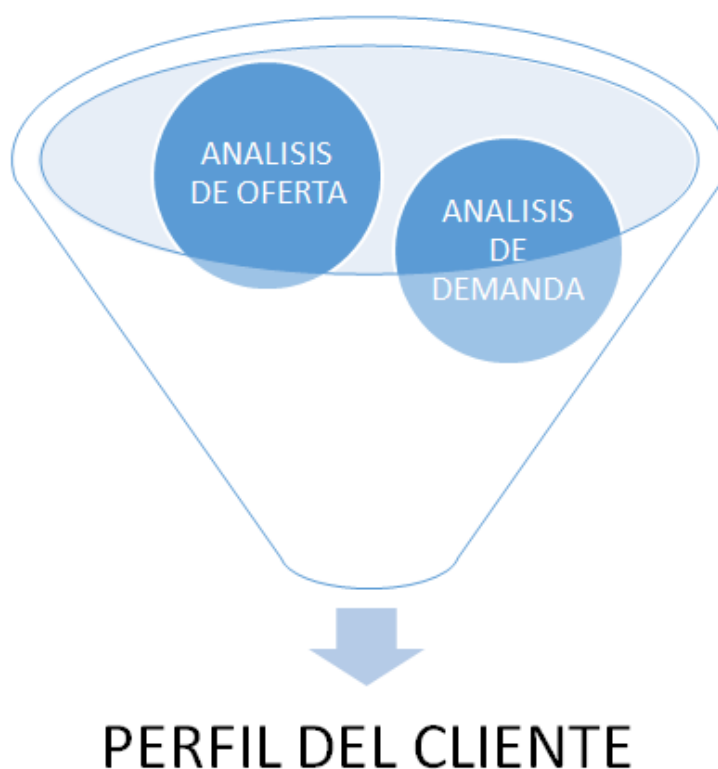 ANALISIS
DE OFERTA
ANALISIS
DE
DEMANDA
PERFIL DEL CLIENTE